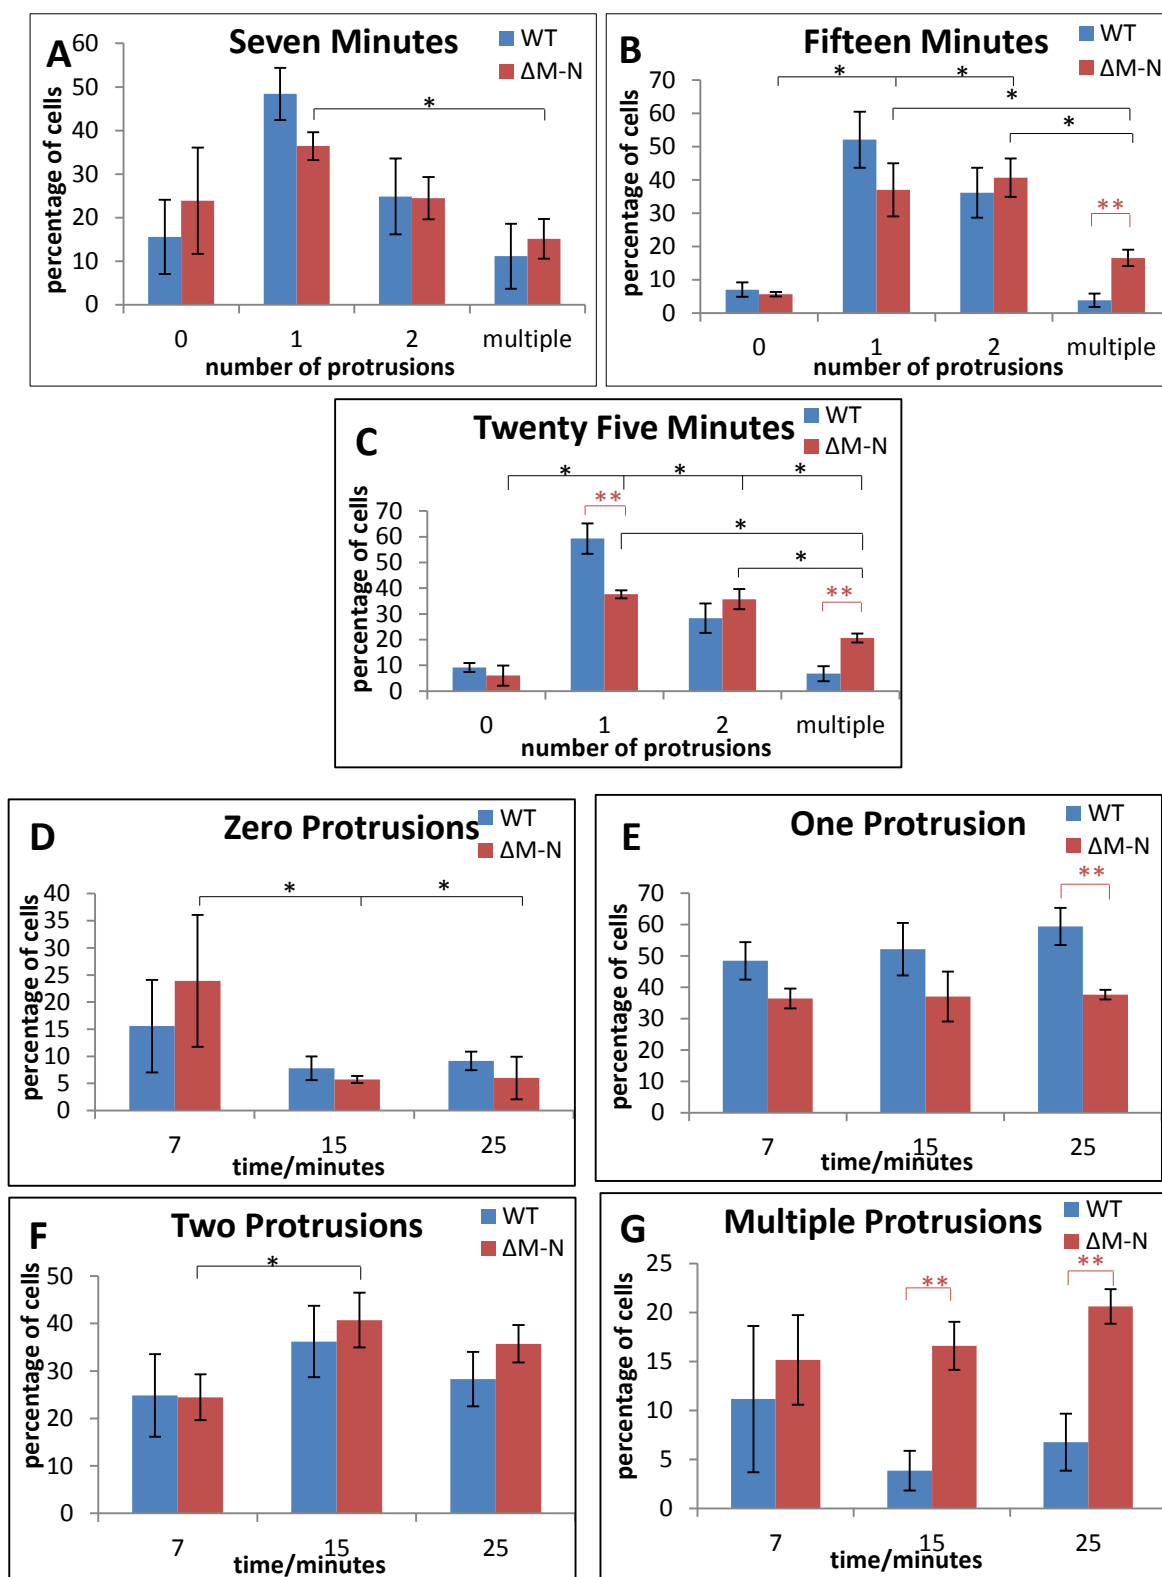 A
Seven Minutes
WT
ΔM-N
percentage of cells
60
50
40
30
20
10
0
*
0 1 2 multiple
number of protrusions
B
Fifteen Minutes
WT
ΔM-N
percentage of cells
70
60
50
40
30
20
10
0
* *
*
*
**
0 1 2 multiple
number of protrusions
C
Twenty Five Minutes
WT
ΔM-N
percentage of cells
70
60
50
40
30
20
10
0
* * *
**
*
*
**
0 1 2 multiple
number of protrusions
D
Zero Protrusions
WT
ΔM-N
percentage of cells
40
35
30
25
20
15
10
5
0
* *
7 15 25
time/minutes
E
One Protrusion
WT
ΔM-N
percentage of cells
70
60
50
40
30
20
10
0
**
7 15 25
time/minutes
F
Two Protrusions
WT
ΔM-N
percentage of cells
50
40
30
20
10
0
*
7 15 25
time/minutes
G
Multiple Protrusions
WT
ΔM-N
percentage of cells
25
20
15
10
5
0
** **
7 15 25
time/minutes